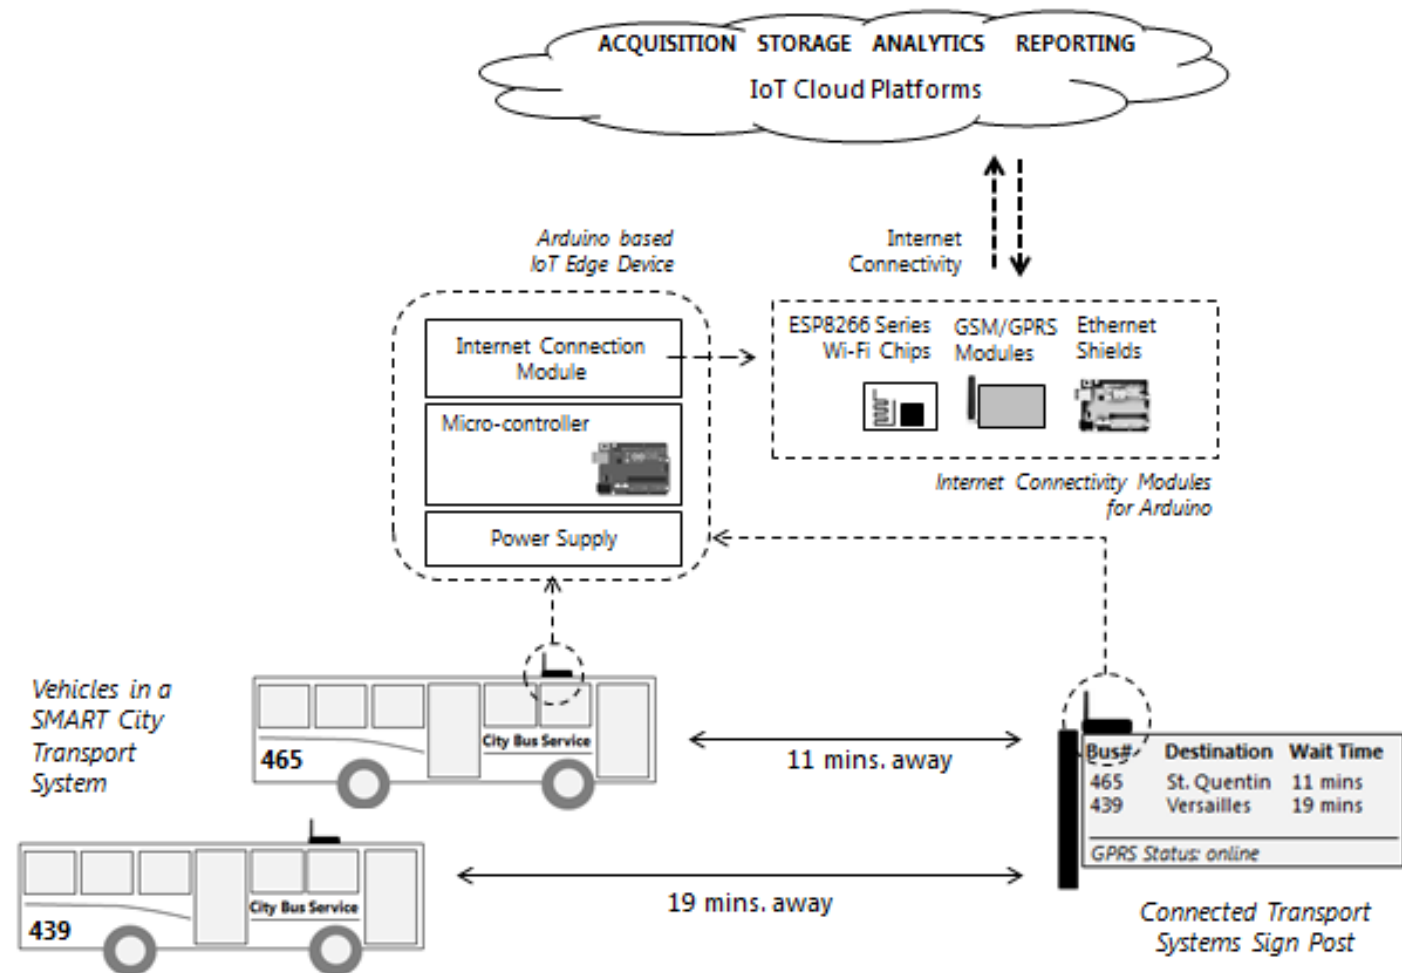 ACQUISITION STORAGE ANALYTICS REPORTING
IoT Cloud Platforms
Arduino based
IoT Edge Device
Internet
Connectivity
Internet Connection
Module
Micro-controller
Power Supply
ESP8266 Series
Wi-Fi Chips
GSM/GPRS
Modules
Ethernet
Shields
Internet Connectivity Modules
for Arduino
Vehicles in a
SMART City
Transport
System
465
City Bus Service
11 mins. away
Bus# Destination Wait Time
465 St. Quentin 11 mins
439 Versailles 19 mins
GPRS Status: online
439
City Bus Service
19 mins. away
Connected Transport
Systems Sign Post